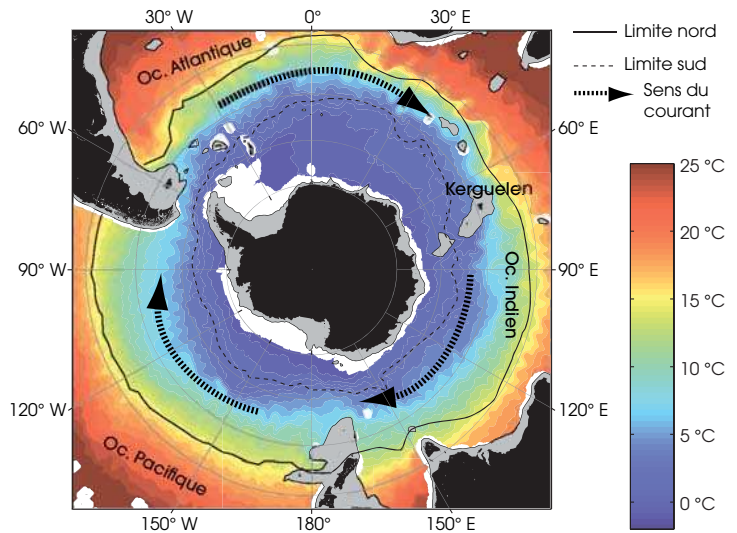 30° W
0°
30° E
Limite nord
Limite sud
Sens du
courant
Oc. Atlantique
60° W
60° E
Kerguelen
25 °C
20 °C
15 °C
10 °C
5 °C
0 °C
90° W
90° E
Oc. Indien
120° W
120° E
Oc. Pacifique
150° W
180°
150° E